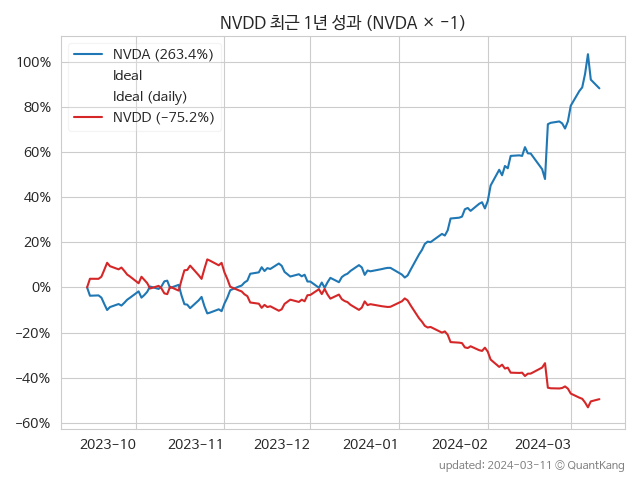 NVDD 최근 1년 성과 (NVDA × −1)
NVDA (263.4%)
Ideal
Ideal (daily)
NVDD (−75.2%)
100%
80%
60%
40%
20%
0%
−20%
−40%
−60%
2023−10
2023−11
2023−12
2024−01
2024−02
2024−03
updated: 2024−03−11 ⓒ QuantKang